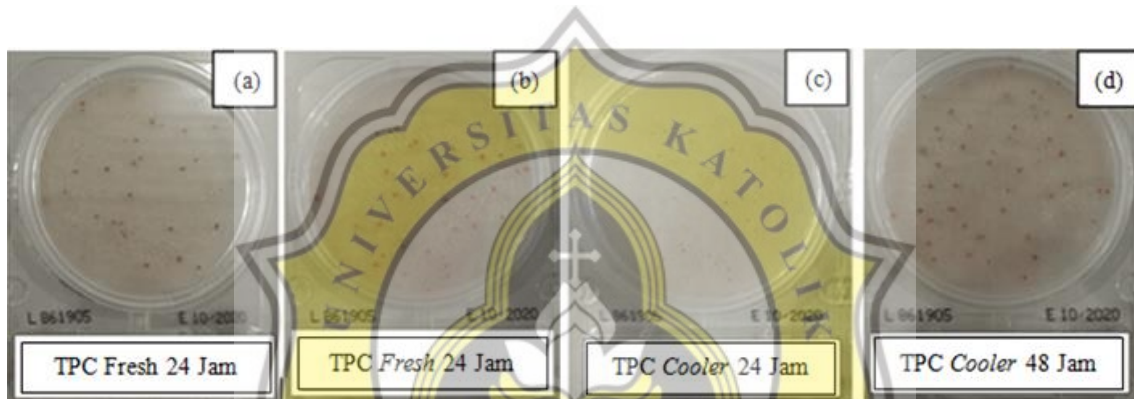 (a)
(b)
(c)
(d)
UNIVERSITAS KATOLIK
L 861905
E 10-2020
L 861905
E 10-2020
L 861905
E 10-2020
L 861905
E 10-2020
TPC Fresh 24 Jam
TPC Fresh 24 Jam
TPC Cooler 24 Jam
TPC Cooler 48 Jam